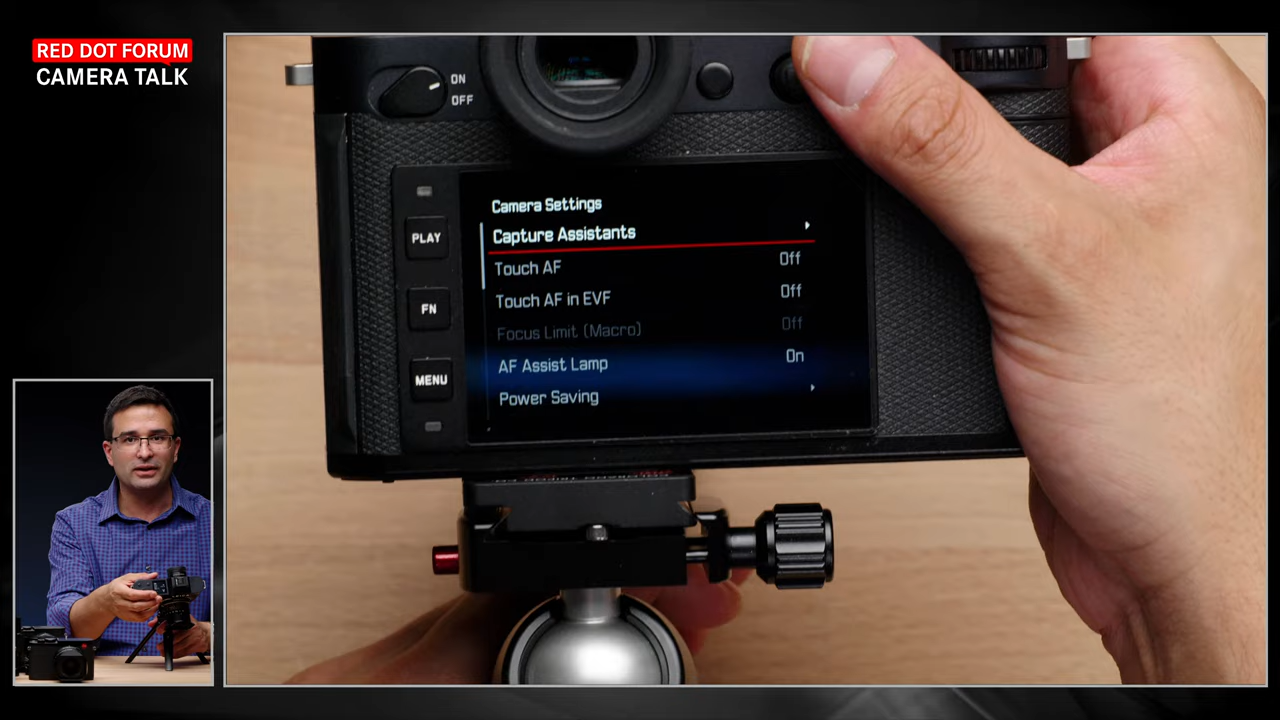 RED DOT FORUM
CAMERA TALK
ON
OFF
PLAY
FN
MENU
Camera Settings
Capture Assistants
Touch AF Off
Touch AF in EVF Off
Focus Limit (Macro) Off
AF Assist Lamp On
Power Saving